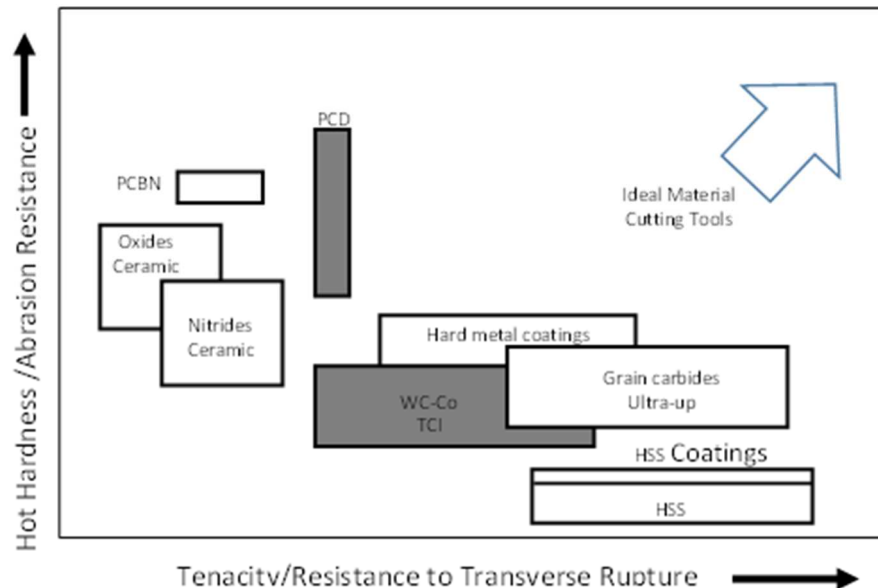 Hot Hardness /Abrasion Resistance
PCD
PCBN
Oxides
Ceramic
Nitrides
Ceramic
Ideal Material
Cutting Tools
Hard metal coatings
Grain carbides
Ultra-up
WC-Co
TCI
HSS Coatings
HSS
Tenacity/Resistance to Transverse Rupture